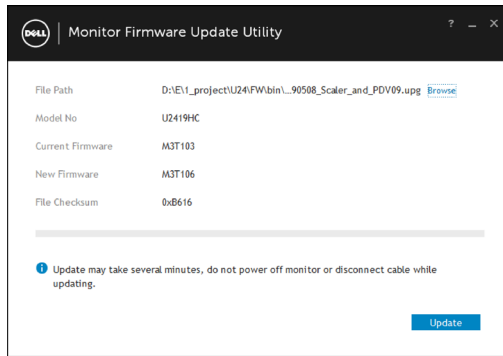 DELL Monitor Firmware Update Utility ? _ ×
File Path D:\E\1_project\U24\FW\bin\...90508_Scaler_and_PDV09.upg Browse
Model No U2419HC
Current Firmware M3T103
New Firmware M3T106
File Checksum 0xB616
Update may take several minutes, do not power off monitor or disconnect cable while
updating.
Update